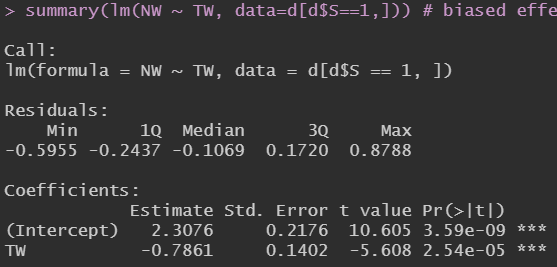 > summary(lm(NW ~ TW, data=d[d$S==1,])) # biased effe
Call:
lm(formula = NW ~ TW, data = d[d$S == 1, ])
Residuals:
Min 1Q Median 3Q Max
-0.5955 -0.2437 -0.1069 0.1720 0.8788
Coefficients:
Estimate Std. Error t value Pr(>|t|)
(Intercept) 2.3076 0.2176 10.605 3.59e-09 ***
TW -0.7861 0.1402 -5.608 2.54e-05 ***